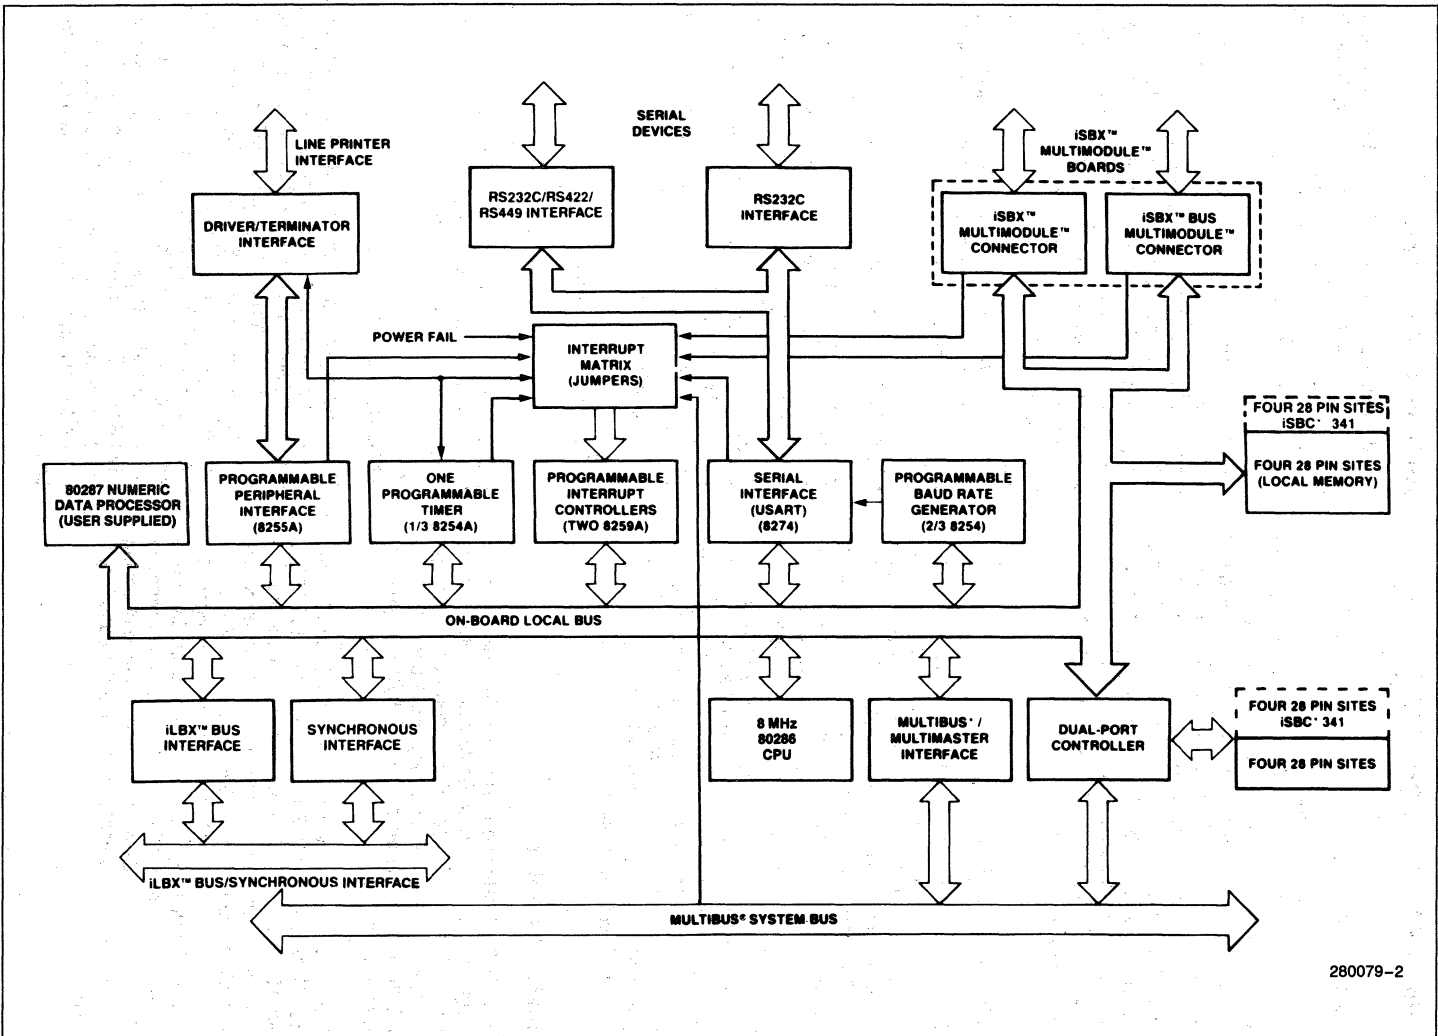 SERIAL
DEVICES
LINE PRINTER
INTERFACE
iSBX™
MULTIMODULE™
BOARDS
DRIVER/TERMINATOR
INTERFACE
RS232C/RS422/
RS449 INTERFACE
RS232C
INTERFACE
iSBX™
MULTIMODULE™
CONNECTOR
iSBX™ BUS
MULTIMODULE™
CONNECTOR
POWER FAIL
INTERRUPT
MATRIX
(JUMPERS)
FOUR 28 PIN SITES
iSBC* 341
FOUR 28 PIN SITES
(LOCAL MEMORY)
80287 NUMERIC
DATA PROCESSOR
(USER SUPPLIED)
PROGRAMMABLE
PERIPHERAL
INTERFACE
(8255A)
ONE
PROGRAMMABLE
TIMER
(1/3 8254A)
PROGRAMMABLE
INTERRUPT
CONTROLLERS
(TWO 8259A)
SERIAL
INTERFACE
(USART)
(8274)
PROGRAMMABLE
BAUD RATE
GENERATOR
(2/3 8254)
ON-BOARD LOCAL BUS
iLBX™ BUS
INTERFACE
SYNCHRONOUS
INTERFACE
8 MHz
80286
CPU
MULTIBUS* /
MULTIMASTER
INTERFACE
DUAL-PORT
CONTROLLER
FOUR 28 PIN SITES
iSBC* 341
FOUR 28 PIN SITES
iLBX™ BUS/SYNCHRONOUS INTERFACE
MULTIBUS® SYSTEM BUS
280079-2